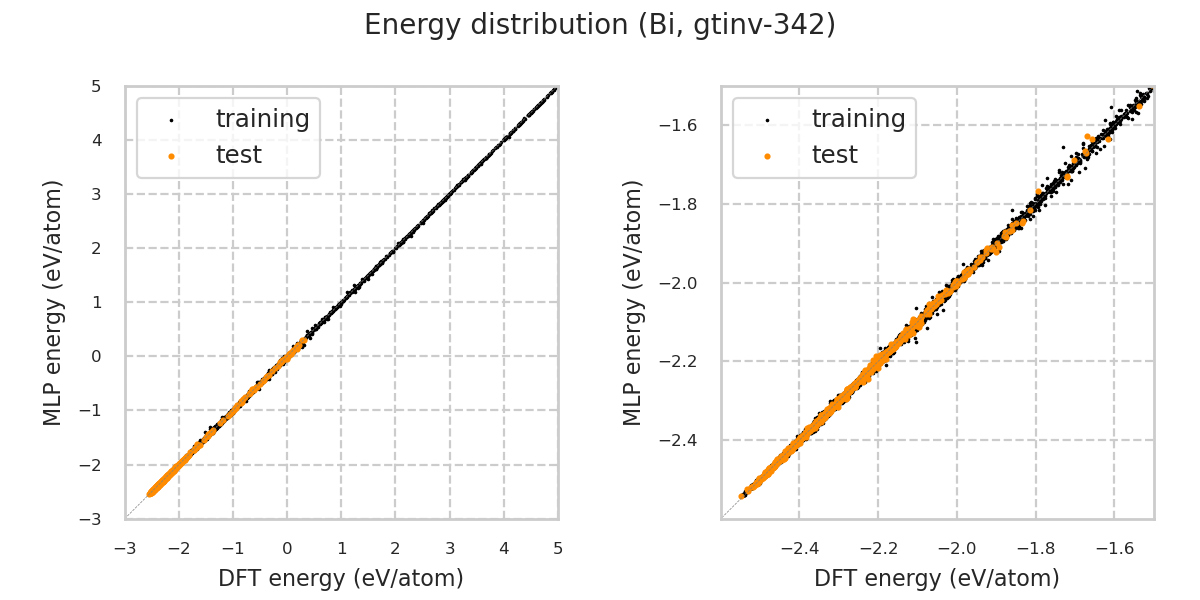 Energy distribution (Bi, gtinv-342)
MLP energy (eV/atom)
5
4
3
2
1
0
−1
−2
−3
training
test
−3 −2 −1 0 1 2 3 4 5
DFT energy (eV/atom)
MLP energy (eV/atom)
−1.6
−1.8
−2.0
−2.2
−2.4
training
test
−2.4 −2.2 −2.0 −1.8 −1.6
DFT energy (eV/atom)